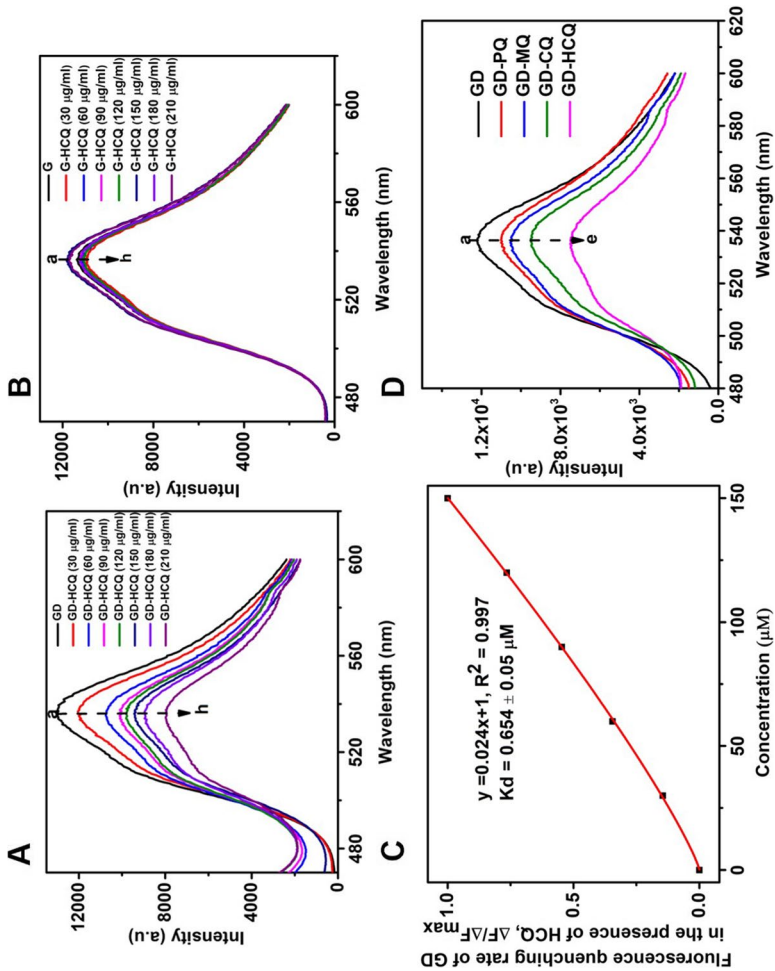 A
Intensity (a.u)
12000
8000
4000
0
480
520
560
600
Wavelength (nm)
a
h
GD
GD-HCQ (30 μg/ml)
GD-HCQ (60 μg/ml)
GD-HCQ (90 μg/ml)
GD-HCQ (120 μg/ml)
GD-HCQ (150 μg/ml)
GD-HCQ (180 μg/ml)
GD-HCQ (210 μg/ml)
B
Intensity (a.u)
12000
8000
4000
0
480
520
560
600
Wavelength (nm)
a
h
G
G-HCQ (30 μg/ml)
G-HCQ (60 μg/ml)
G-HCQ (90 μg/ml)
G-HCQ (120 μg/ml)
G-HCQ (150 μg/ml)
G-HCQ (180 μg/ml)
G-HCQ (210 μg/ml)
C
Fluorescence quenching rate of GD
in the presence of HCQ, ΔF/ΔFmax
1.0
0.5
0.0
0
50
100
150
Concentration (μM)
y =0.024x+1, R² = 0.997
Kd = 0.654 ± 0.05 μM
D
Intensity (a.u)
1.2x10⁴
8.0x10³
4.0x10³
0.0
480
500
520
540
560
580
600
620
Wavelength (nm)
a
e
GD
GD-PQ
GD-MQ
GD-CQ
GD-HCQ